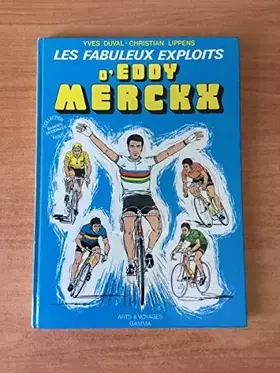 YVES DUVAL - CHRISTIAN LIPPENS
LES FABULEUX EXPLOITS
D'EDDY
MERCKX
ARTS & VOYAGES
GAMMA